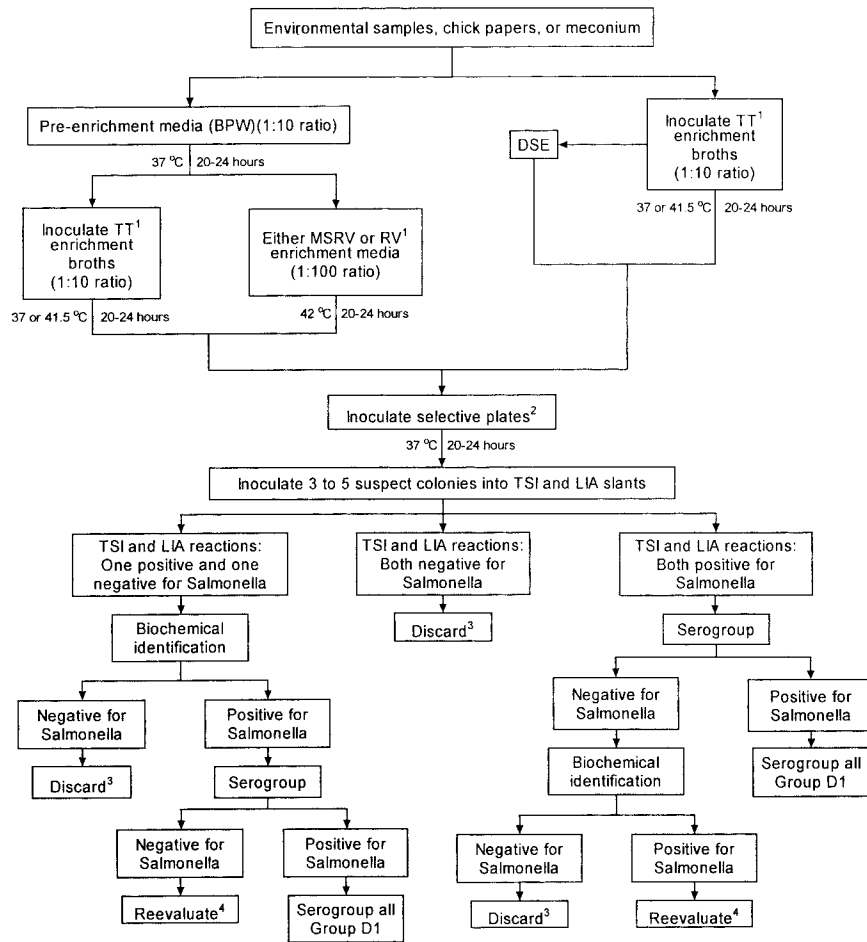 Environmental samples, chick papers, or meconium
Pre-enrichment media (BPW)(1:10 ratio)
37 °C 20-24 hours
Inoculate TT¹
enrichment
broths
(1:10 ratio)
37 or 41.5 °C 20-24 hours
Either MSRV or RV¹
enrichment media
(1:100 ratio)
42 °C 20-24 hours
DSE
Inoculate TT¹
enrichment
broths
(1:10 ratio)
37 or 41.5 °C 20-24 hours
Inoculate selective plates²
37 °C 20-24 hours
Inoculate 3 to 5 suspect colonies into TSI and LIA slants
TSI and LIA reactions:
One positive and one
negative for Salmonella
Biochemical
identification
Negative for
Salmonella
Discard³
Positive for
Salmonella
Serogroup
Negative for
Salmonella
Reevaluate⁴
Positive for
Salmonella
Serogroup all
Group D1
TSI and LIA reactions:
Both negative for
Salmonella
Discard³
TSI and LIA reactions:
Both positive for
Salmonella
Serogroup
Negative for
Salmonella
Biochemical
identification
Negative for
Salmonella
Discard³
Positive for
Salmonella
Reevaluate⁴
Positive for
Salmonella
Serogroup all
Group D1